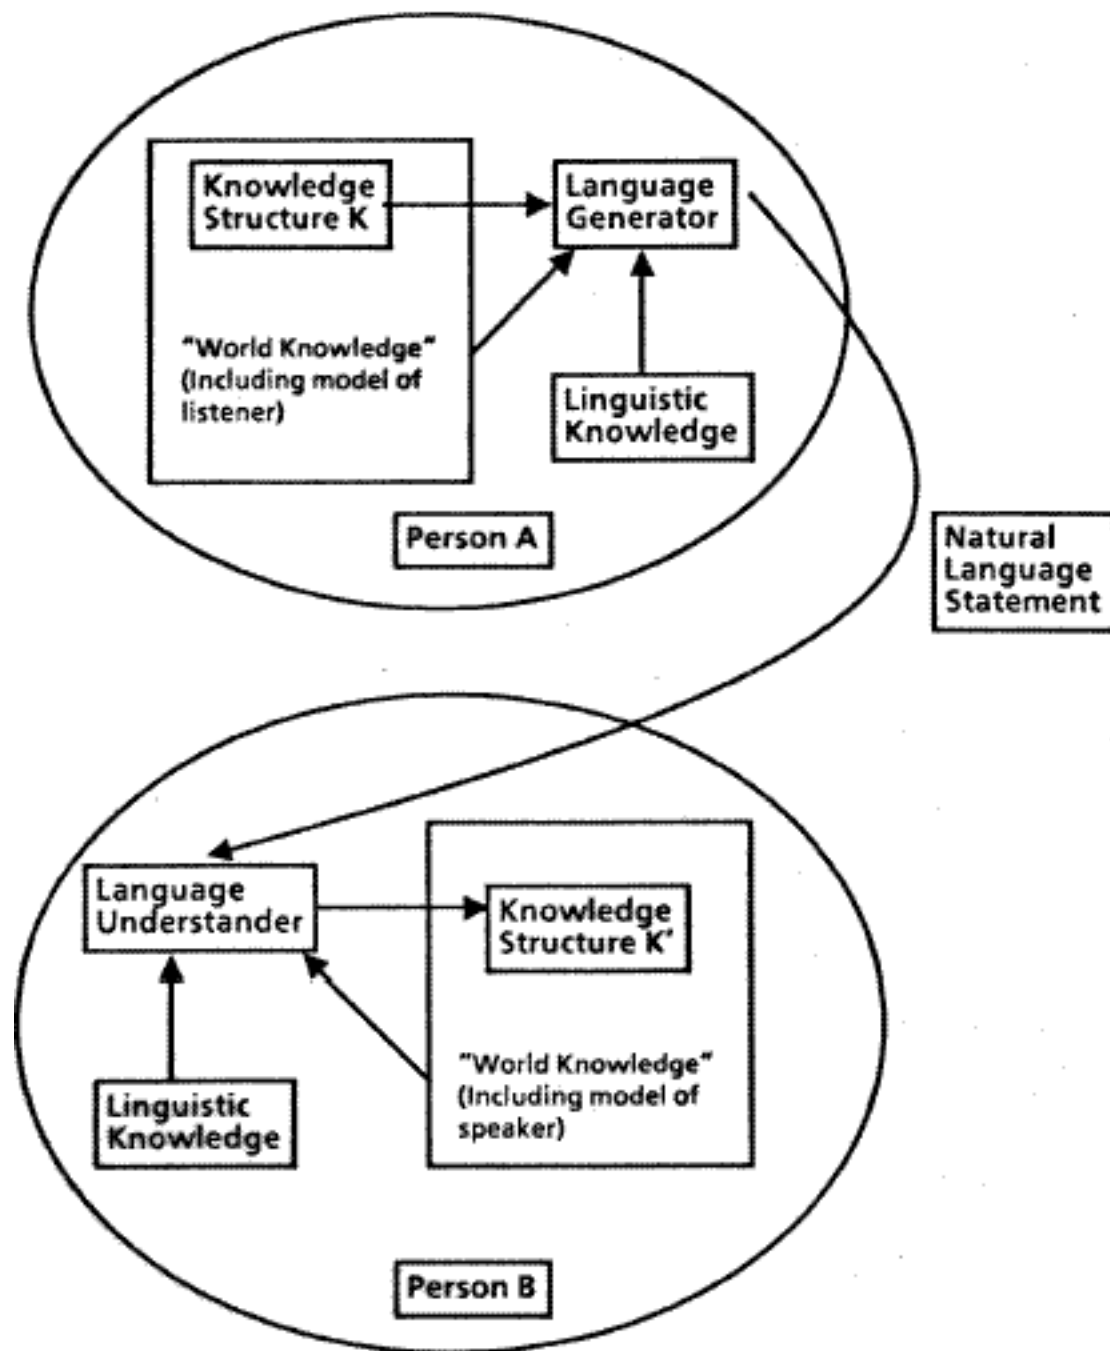 Knowledge
Structure K
Language
Generator
"World Knowledge"
(Including model of
listener)
Linguistic
Knowledge
Person A
Natural
Language
Statement
Language
Understander
Knowledge
Structure K'
"World Knowledge"
(Including model of
speaker)
Linguistic
Knowledge
Person B